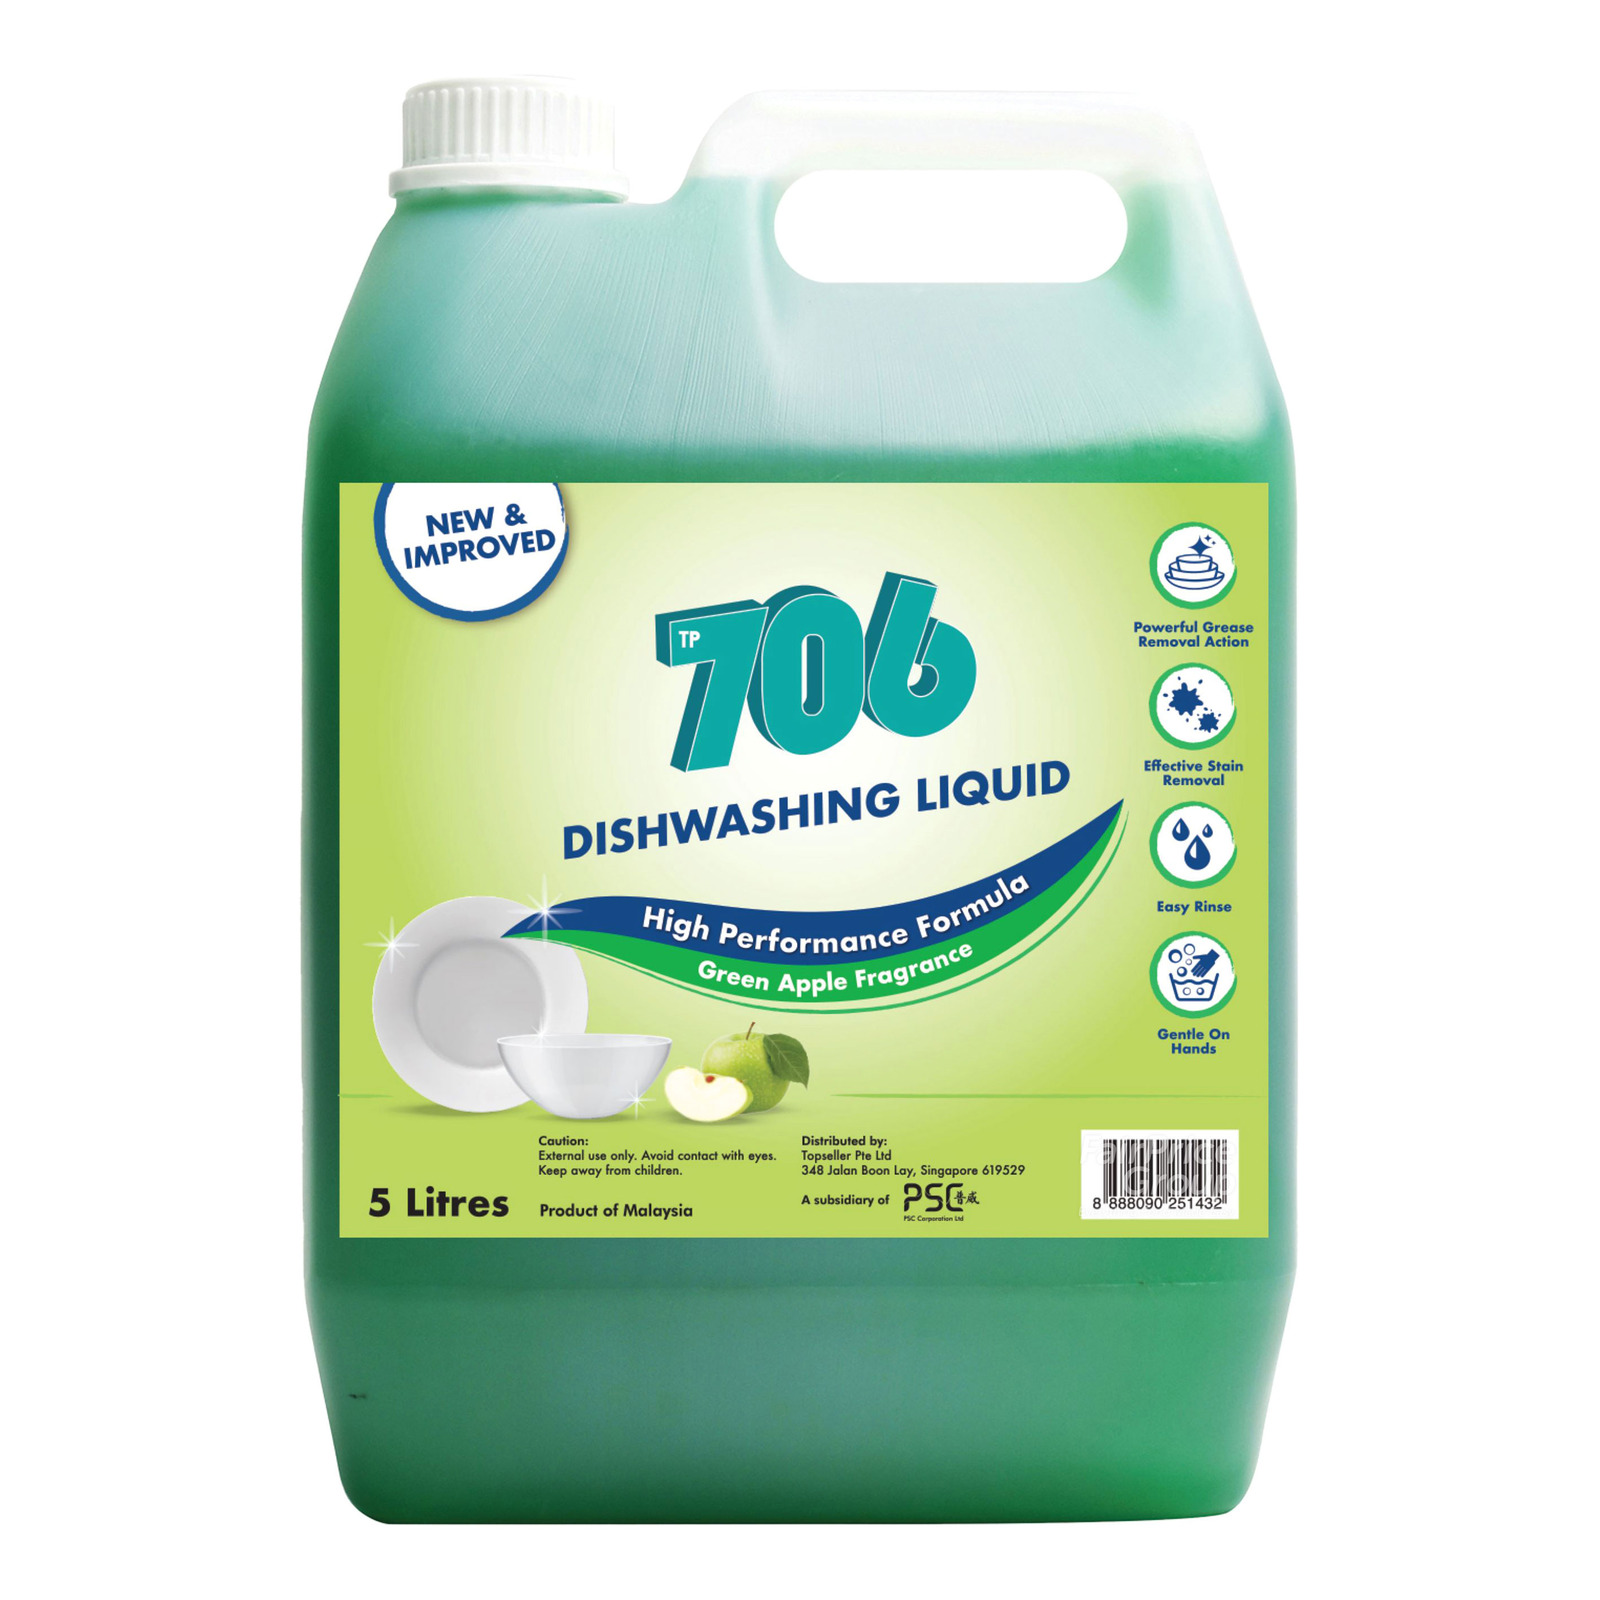 NEW &
IMPROVED
TP
706
DISHWASHING LIQUID
High Performance Formula
Green Apple Fragrance
Powerful Grease
Removal Action
Effective Stain
Removal
Easy Rinse
Gentle On
Hands
5 Litres
Caution:
External use only. Avoid contact with eyes.
Keep away from children.
Product of Malaysia
Distributed by:
Topseller Pte Ltd
348 Jalan Boon Lay, Singapore 619529
A subsidiary of PSC 普威
PSC Corporation Ltd
8 888090 251432